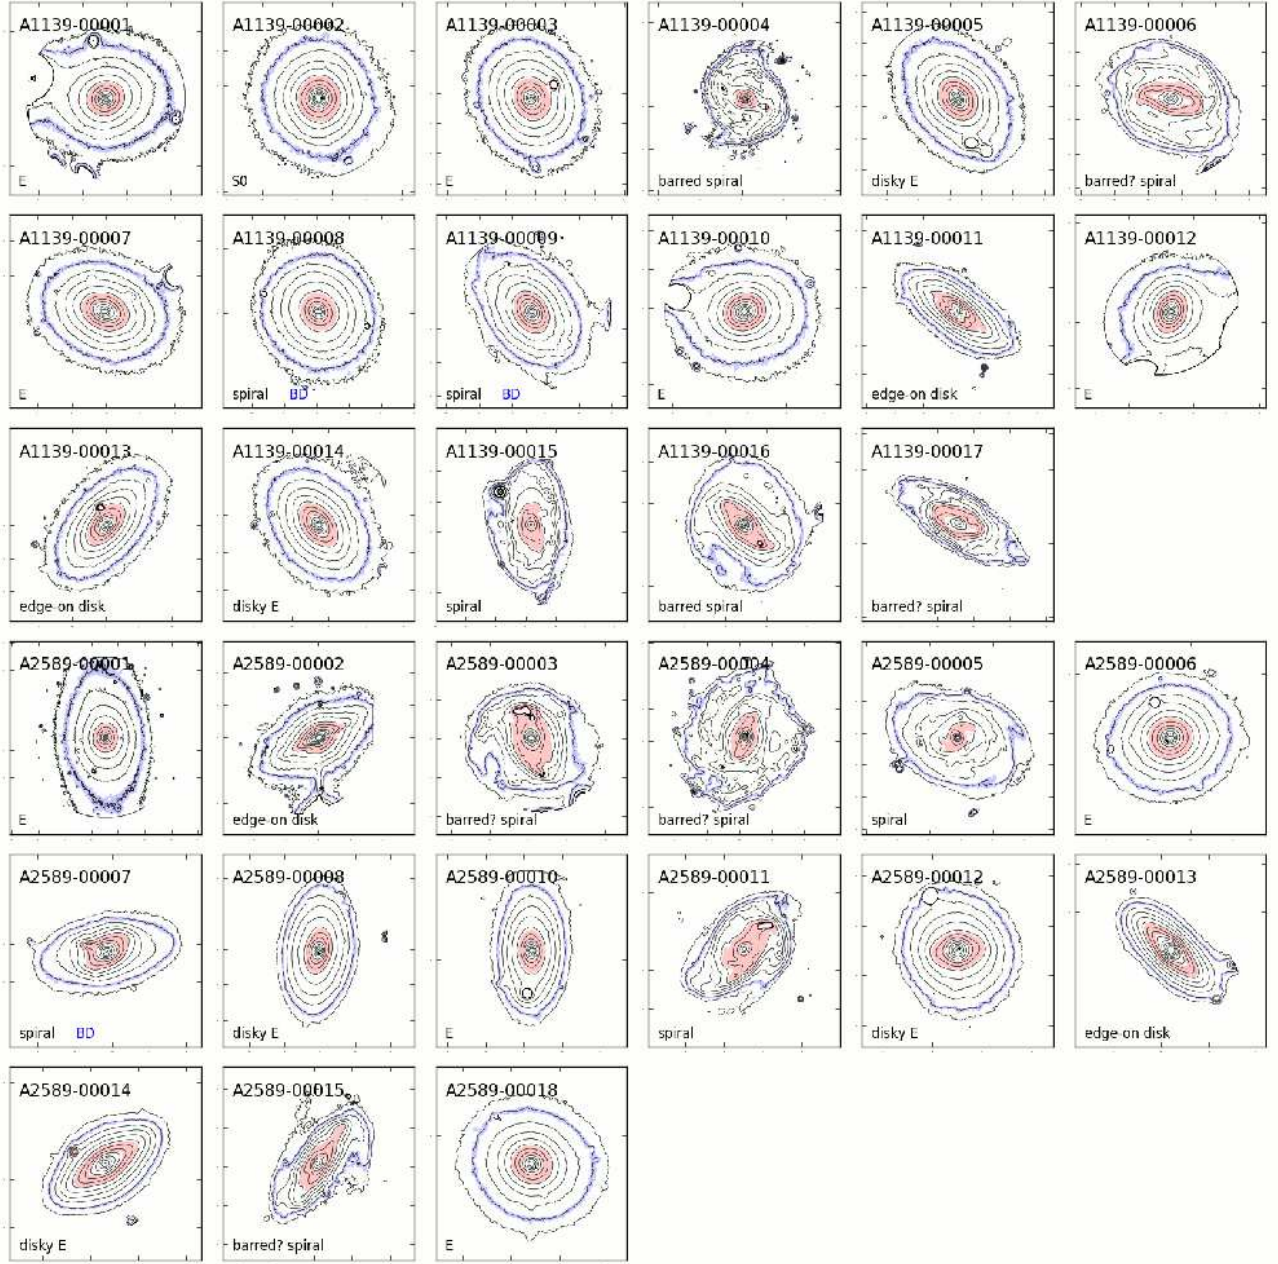 A1139-00001
E
A1139-00002
S0
A1139-00003
E
A1139-00004
barred spiral
A1139-00005
disky E
A1139-00006
barred? spiral
A1139-00007
E
A1139-00008
spiral BD
A1139-00009
spiral BD
A1139-00010
E
A1139-00011
edge-on disk
A1139-00012
E
A1139-00013
edge-on disk
A1139-00014
disky E
A1139-00015
spiral
A1139-00016
barred spiral
A1139-00017
barred? spiral
A2589-00001
E
A2589-00002
edge-on disk
A2589-00003
barred? spiral
A2589-00004
barred? spiral
A2589-00005
spiral
A2589-00006
E
A2589-00007
spiral BD
A2589-00008
disky E
A2589-00010
E
A2589-00011
spiral
A2589-00012
disky E
A2589-00013
edge-on disk
A2589-00014
disky E
A2589-00015
barred? spiral
A2589-00018
E